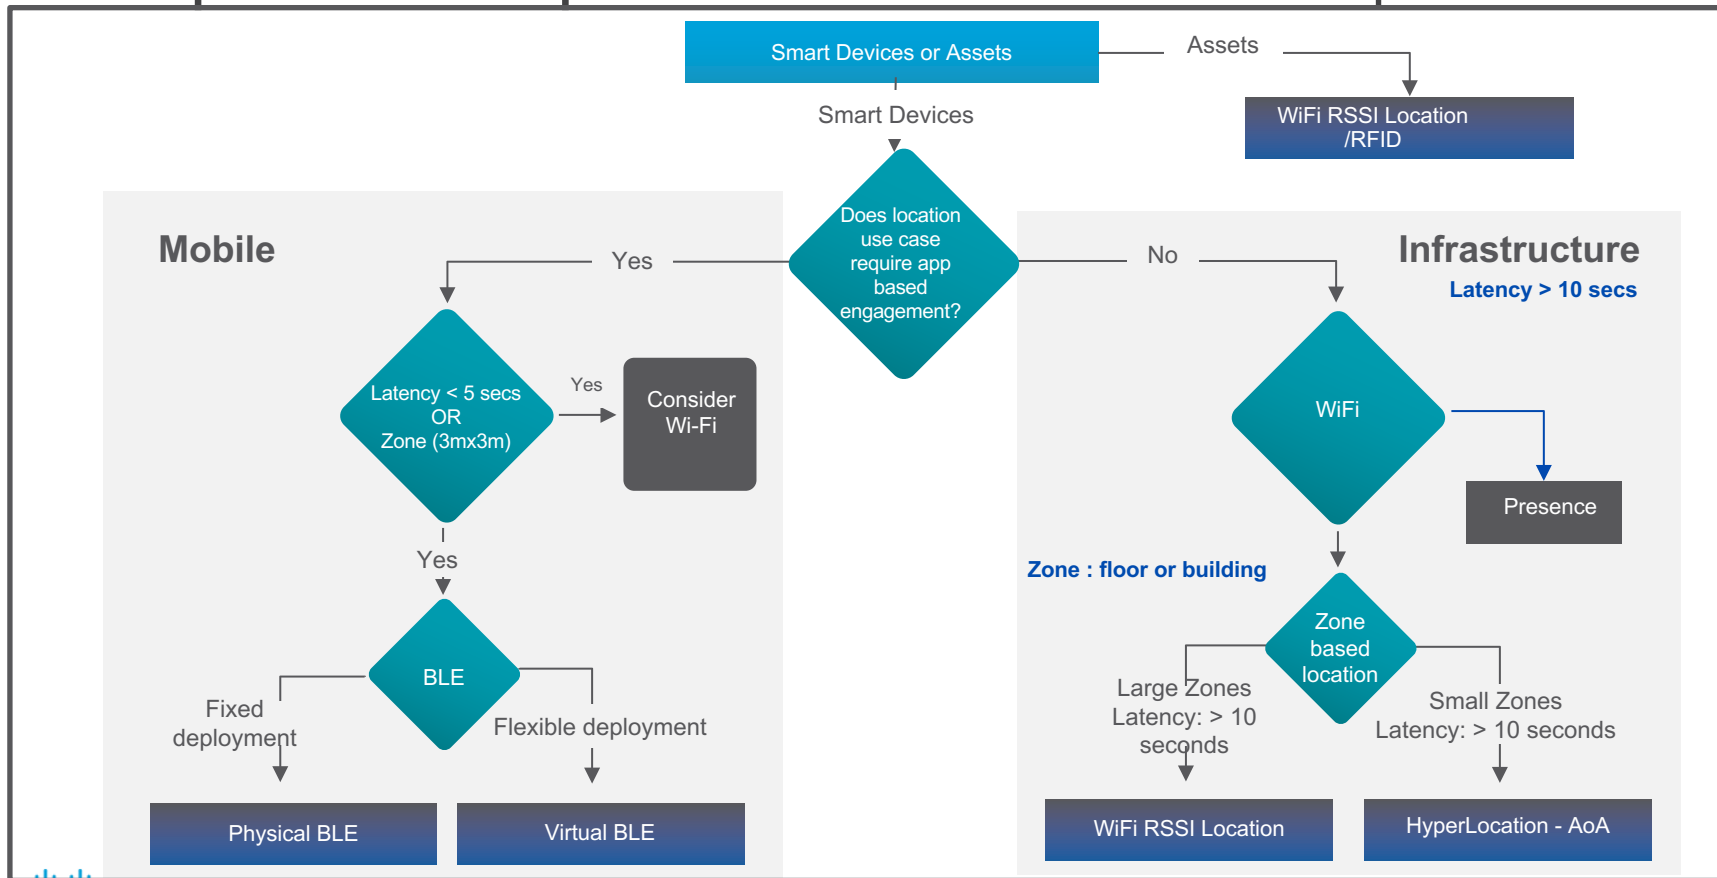 Smart Devices or Assets
Assets
WiFi RSSI Location
/RFID
Smart Devices
Does location
use case
require app
based
engagement?
Mobile
Yes
No
Infrastructure
Latency > 10 secs
Latency < 5 secs
OR
Zone (3mx3m)
Yes
Consider
Wi-Fi
WiFi
Presence
Yes
Zone : floor or building
Zone
based
location
BLE
Fixed
deployment
Flexible deployment
Large Zones
Latency: > 10
seconds
Small Zones
Latency: > 10 seconds
Physical BLE
Virtual BLE
WiFi RSSI Location
HyperLocation - AoA